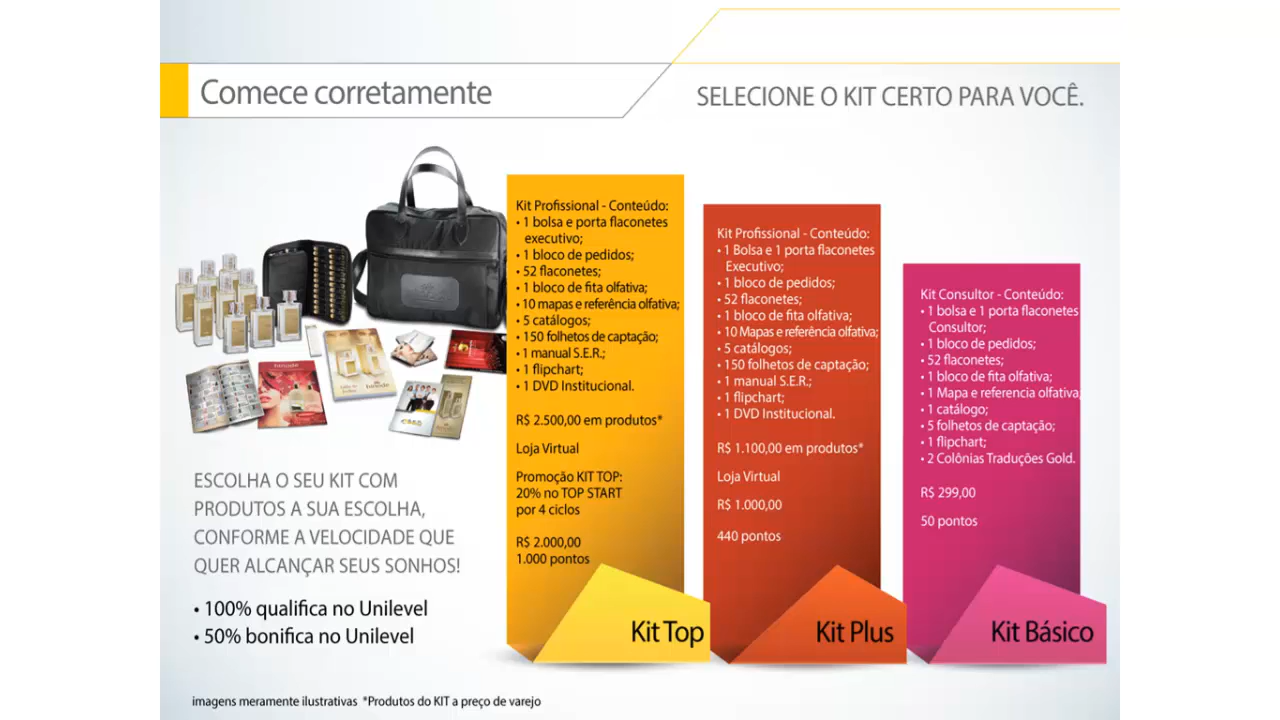 Comece corretamente
SELECIONE O KIT CERTO PARA VOCÊ.
Kit Profissional - Conteúdo:
• 1 bolsa e porta flaconetes
executivo;
• 1 bloco de pedidos;
• 52 flaconetes;
• 1 bloco de fita olfativa;
• 10 mapas e referência olfativa;
• 5 catálogos;
• 150 folhetos de captação;
• 1 manual S.E.R.;
• 1 flipchart;
• 1 DVD Institucional.
R$ 2.500,00 em produtos*
Loja Virtual
Promoção KIT TOP:
20% no TOP START
por 4 ciclos
R$ 2.000,00
1.000 pontos
Kit Top
Kit Profissional - Conteúdo:
• 1 Bolsa e 1 porta flaconetes
Executivo;
• 1 bloco de pedidos;
• 52 flaconetes;
• 1 bloco de fita olfativa;
• 10 Mapas e referência olfativa;
• 5 catálogos;
• 150 folhetos de captação;
• 1 manual S.E.R.;
• 1 flipchart;
• 1 DVD Institucional.
R$ 1.100,00 em produtos*
Loja Virtual
R$ 1.000,00
440 pontos
Kit Plus
Kit Consultor - Conteúdo:
• 1 bolsa e 1 porta flaconetes
Consultor;
• 1 bloco de pedidos;
• 52 flaconetes;
• 1 bloco de fita olfativa;
• 1 Mapa e referencia olfativa;
• 1 catálogo;
• 5 folhetos de captação;
• 1 flipchart;
• 2 Colônias Traduções Gold.
R$ 299,00
50 pontos
Kit Básico
hinode
ESCOLHA O SEU KIT COM
PRODUTOS A SUA ESCOLHA,
CONFORME A VELOCIDADE QUE
QUER ALCANÇAR SEUS SONHOS!
• 100% qualifica no Unilevel
• 50% bonifica no Unilevel
imagens meramente ilustrativas *Produtos do KIT a preço de varejo